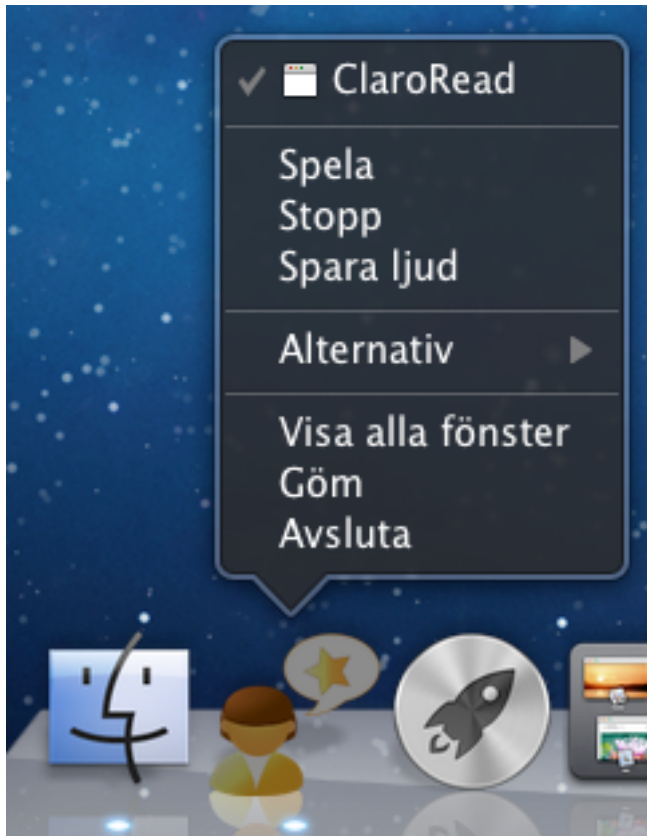 ClaroRead
Spela
Stopp
Spara ljud
Alternativ
Visa alla fönster
Göm
Avsluta